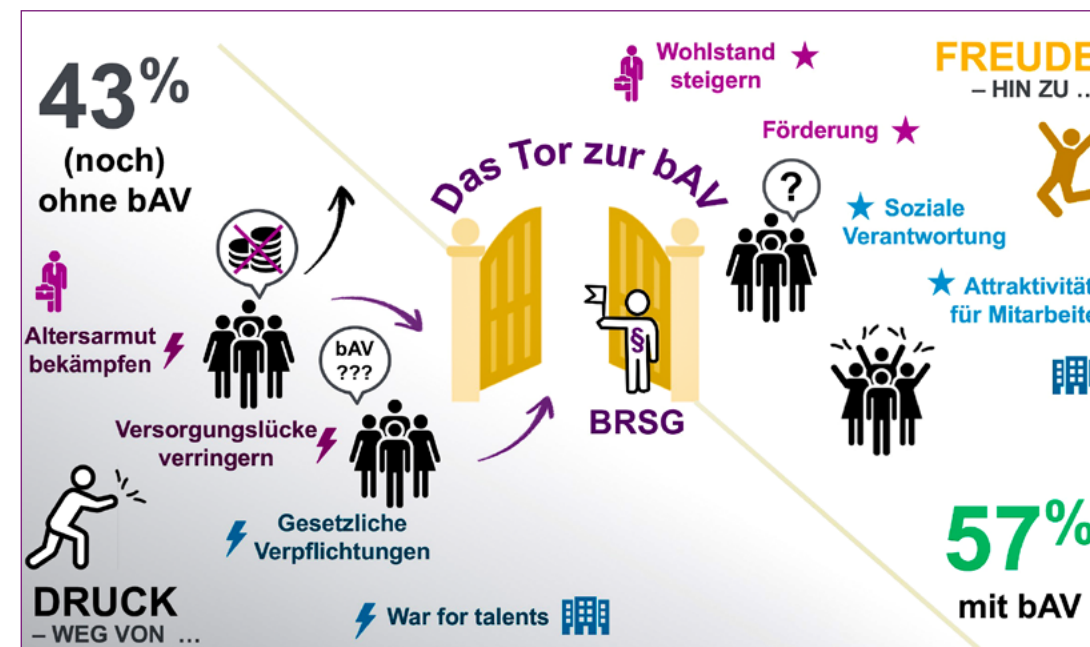 43%
(noch)
ohne bAV
Altersarmut
bekämpfen
Versorgungslücke
verringern
bAV
???
Gesetzliche
Verpflichtungen
War for talents
DRUCK
– WEG VON ...
Das Tor zur bAV
§
BRSG
Wohlstand
steigern
Förderung
?
Soziale
Verantwortung
Attraktivität
für Mitarbeite
FREUDE
– HIN ZU ...
57%
mit bAV